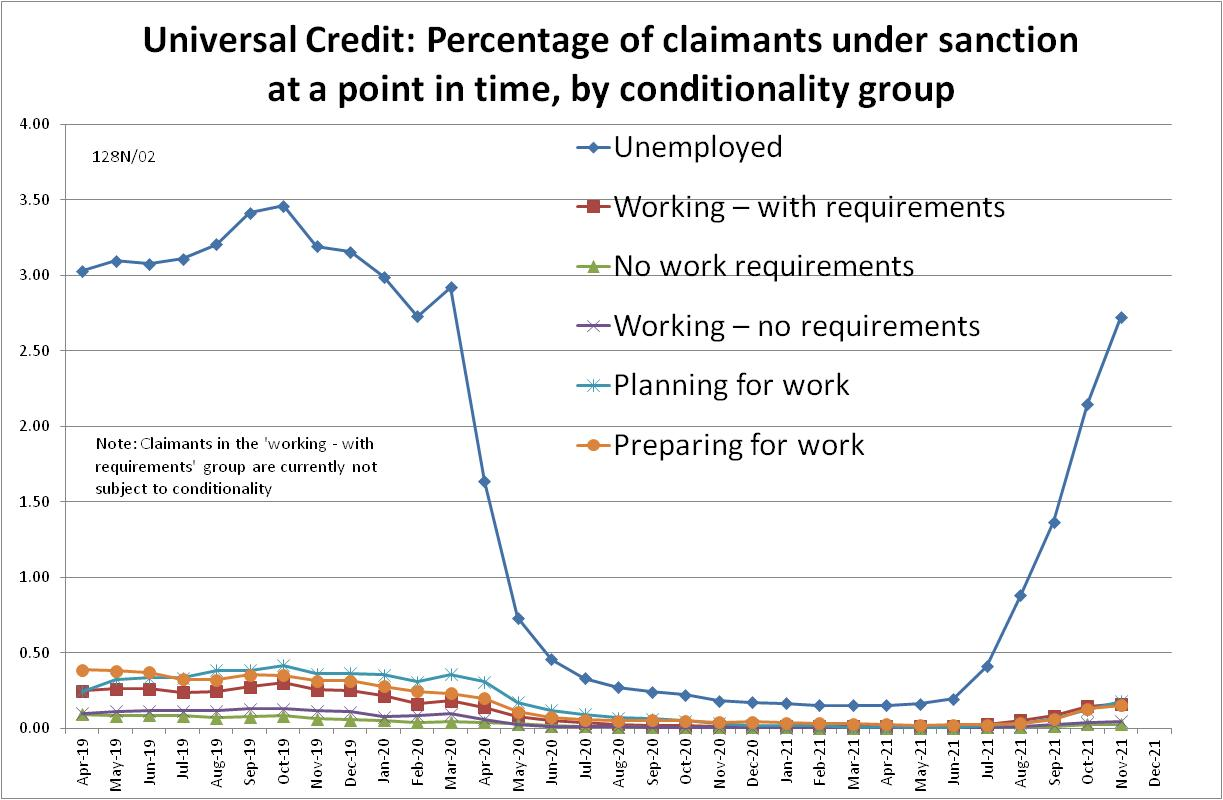 Universal Credit: Percentage of claimants under sanction
at a point in time, by conditionality group
4.00
3.50
3.00
2.50
2.00
1.50
1.00
0.50
0.00
128N/02
Unemployed
Working – with requirements
No work requirements
Working – no requirements
Planning for work
Preparing for work
Note: Claimants in the 'working - with
requirements' group are currently not
subject to conditionality
Apr-19
May-19
Jun-19
Jul-19
Aug-19
Sep-19
Oct-19
Nov-19
Dec-19
Jan-20
Feb-20
Mar-20
Apr-20
May-20
Jun-20
Jul-20
Aug-20
Sep-20
Oct-20
Nov-20
Dec-20
Jan-21
Feb-21
Mar-21
Apr-21
May-21
Jun-21
Jul-21
Aug-21
Sep-21
Oct-21
Nov-21
Dec-21